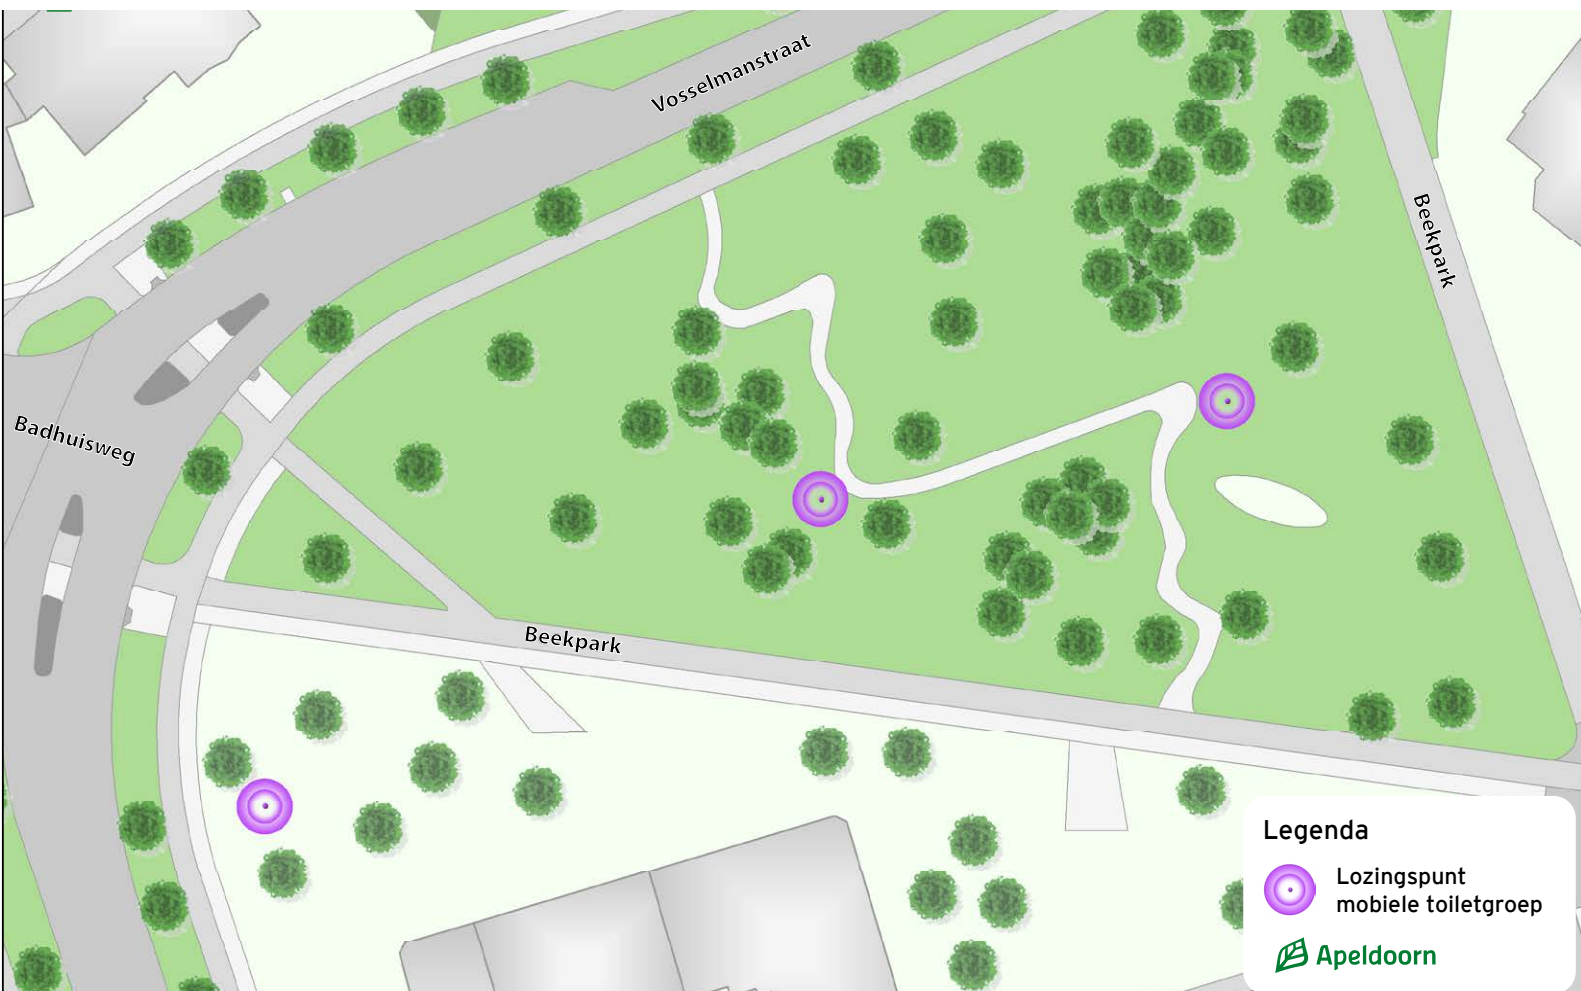 Vosselmanstraat
Beekpark
Badhuisweg
Beekpark
Legenda
Lozingspunt
mobiele toiletgroep
Apeldoorn